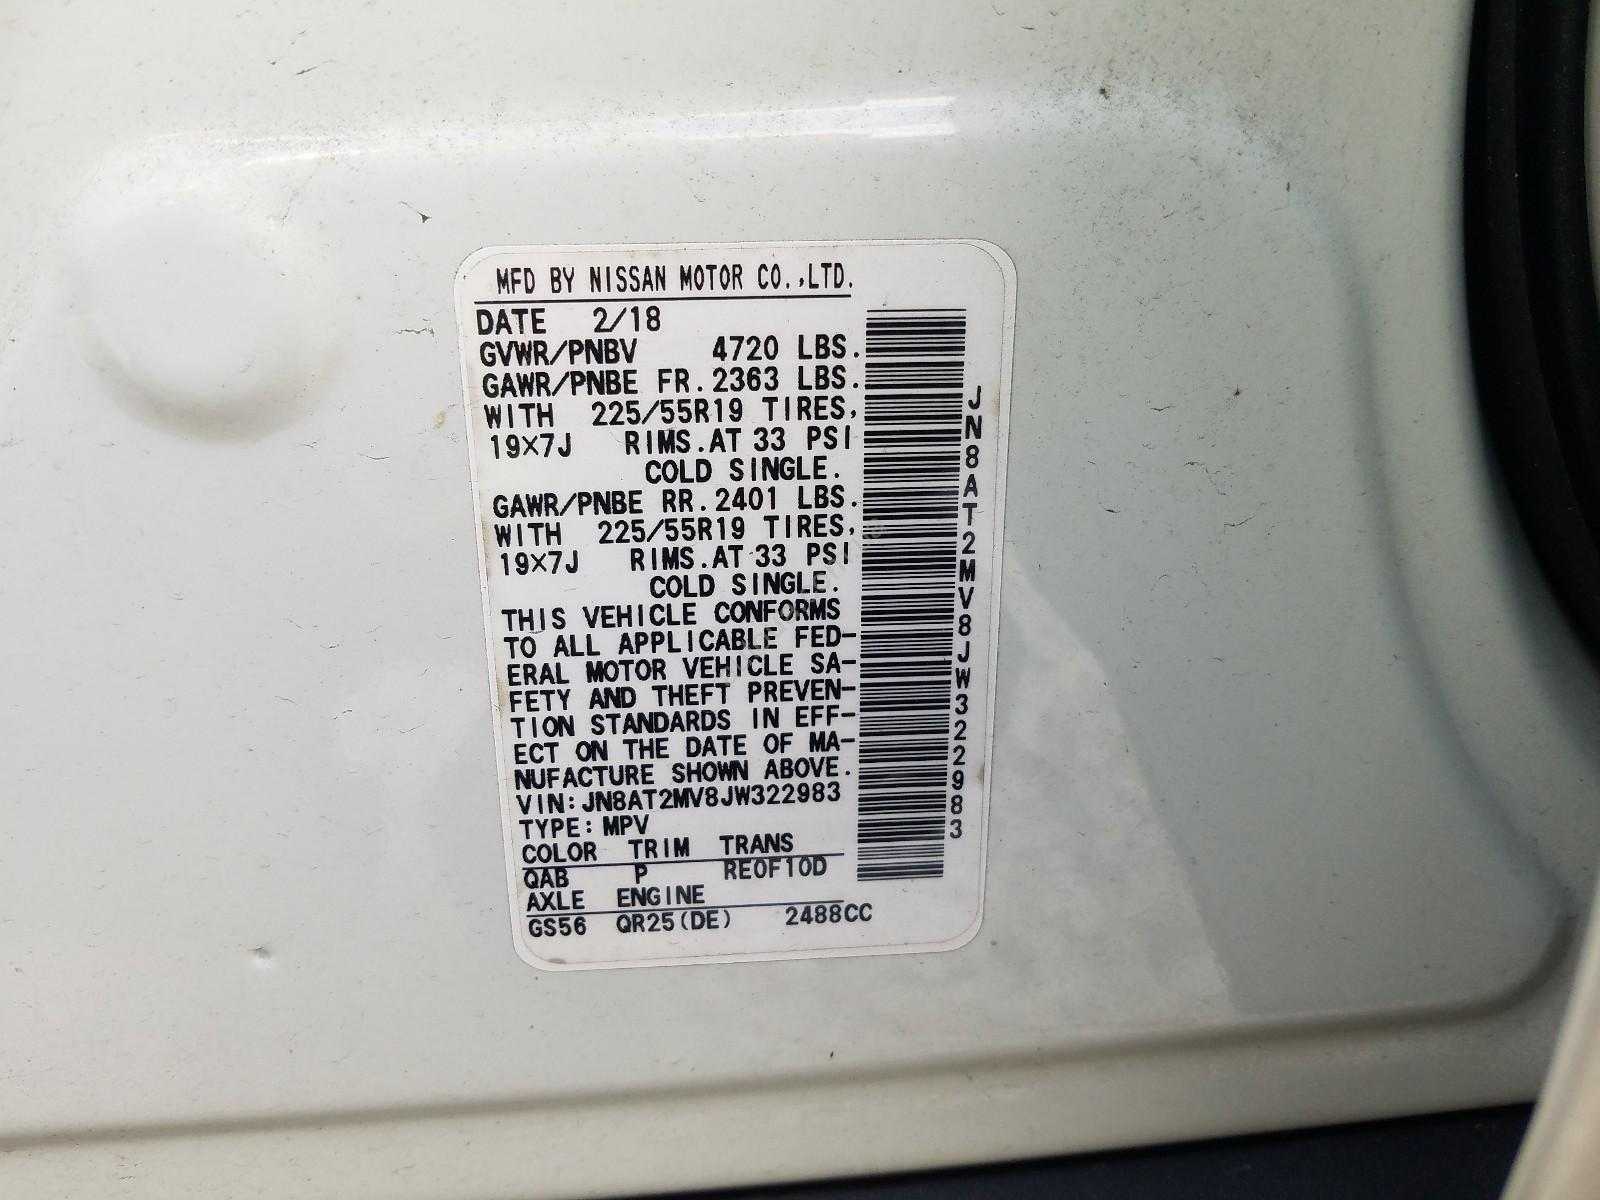 MFD BY NISSAN MOTOR CO.,LTD.
DATE 2/18
GVWR/PNBV 4720 LBS.
GAWR/PNBE FR.2363 LBS.
WITH 225/55R19 TIRES,
19×7J RIMS.AT 33 PSI
COLD SINGLE.
GAWR/PNBE RR.2401 LBS.
WITH 225/55R19 TIRES,
19×7J RIMS.AT 33 PSI
COLD SINGLE.
THIS VEHICLE CONFORMS
TO ALL APPLICABLE FED-
ERAL MOTOR VEHICLE SA-
FETY AND THEFT PREVEN-
TION STANDARDS IN EFF-
ECT ON THE DATE OF MA-
NUFACTURE SHOWN ABOVE.
VIN:JN8AT2MV8JW322983
TYPE:MPV
COLOR TRIM TRANS
QAB P RE0F10D
AXLE ENGINE
GS56 QR25(DE) 2488CC
JN8AT2MV8JW322983